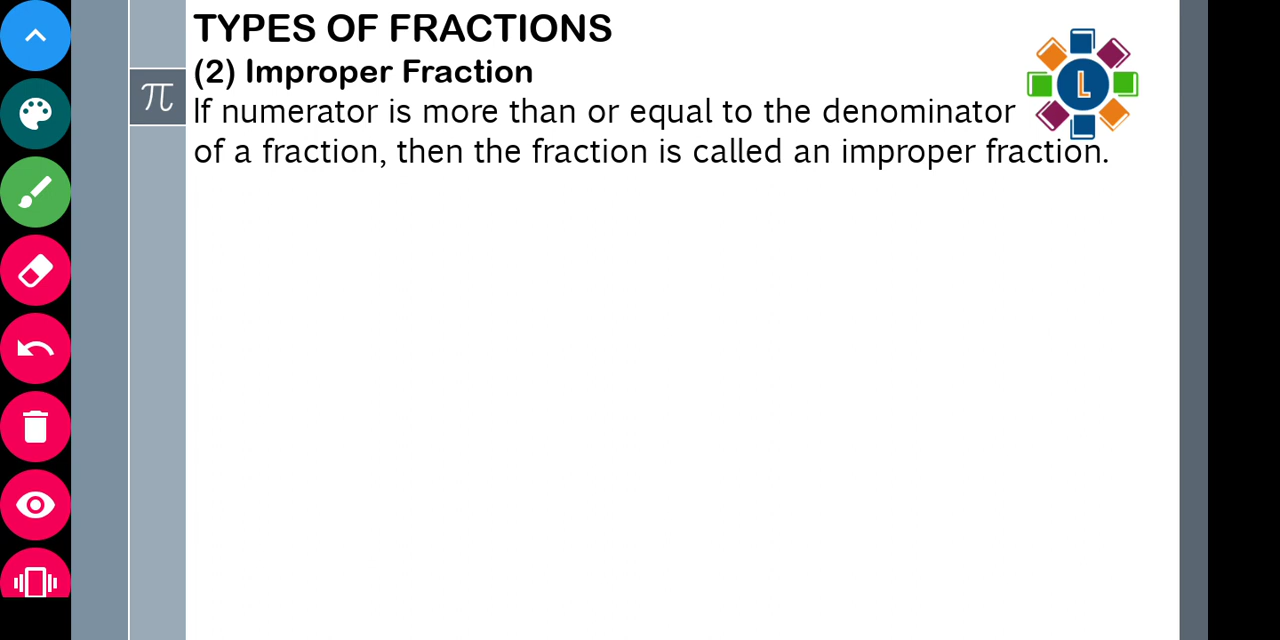 TYPES OF FRACTIONS
(2) Improper Fraction
π
If numerator is more than or equal to the denominator
of a fraction, then the fraction is called an improper fraction.
L